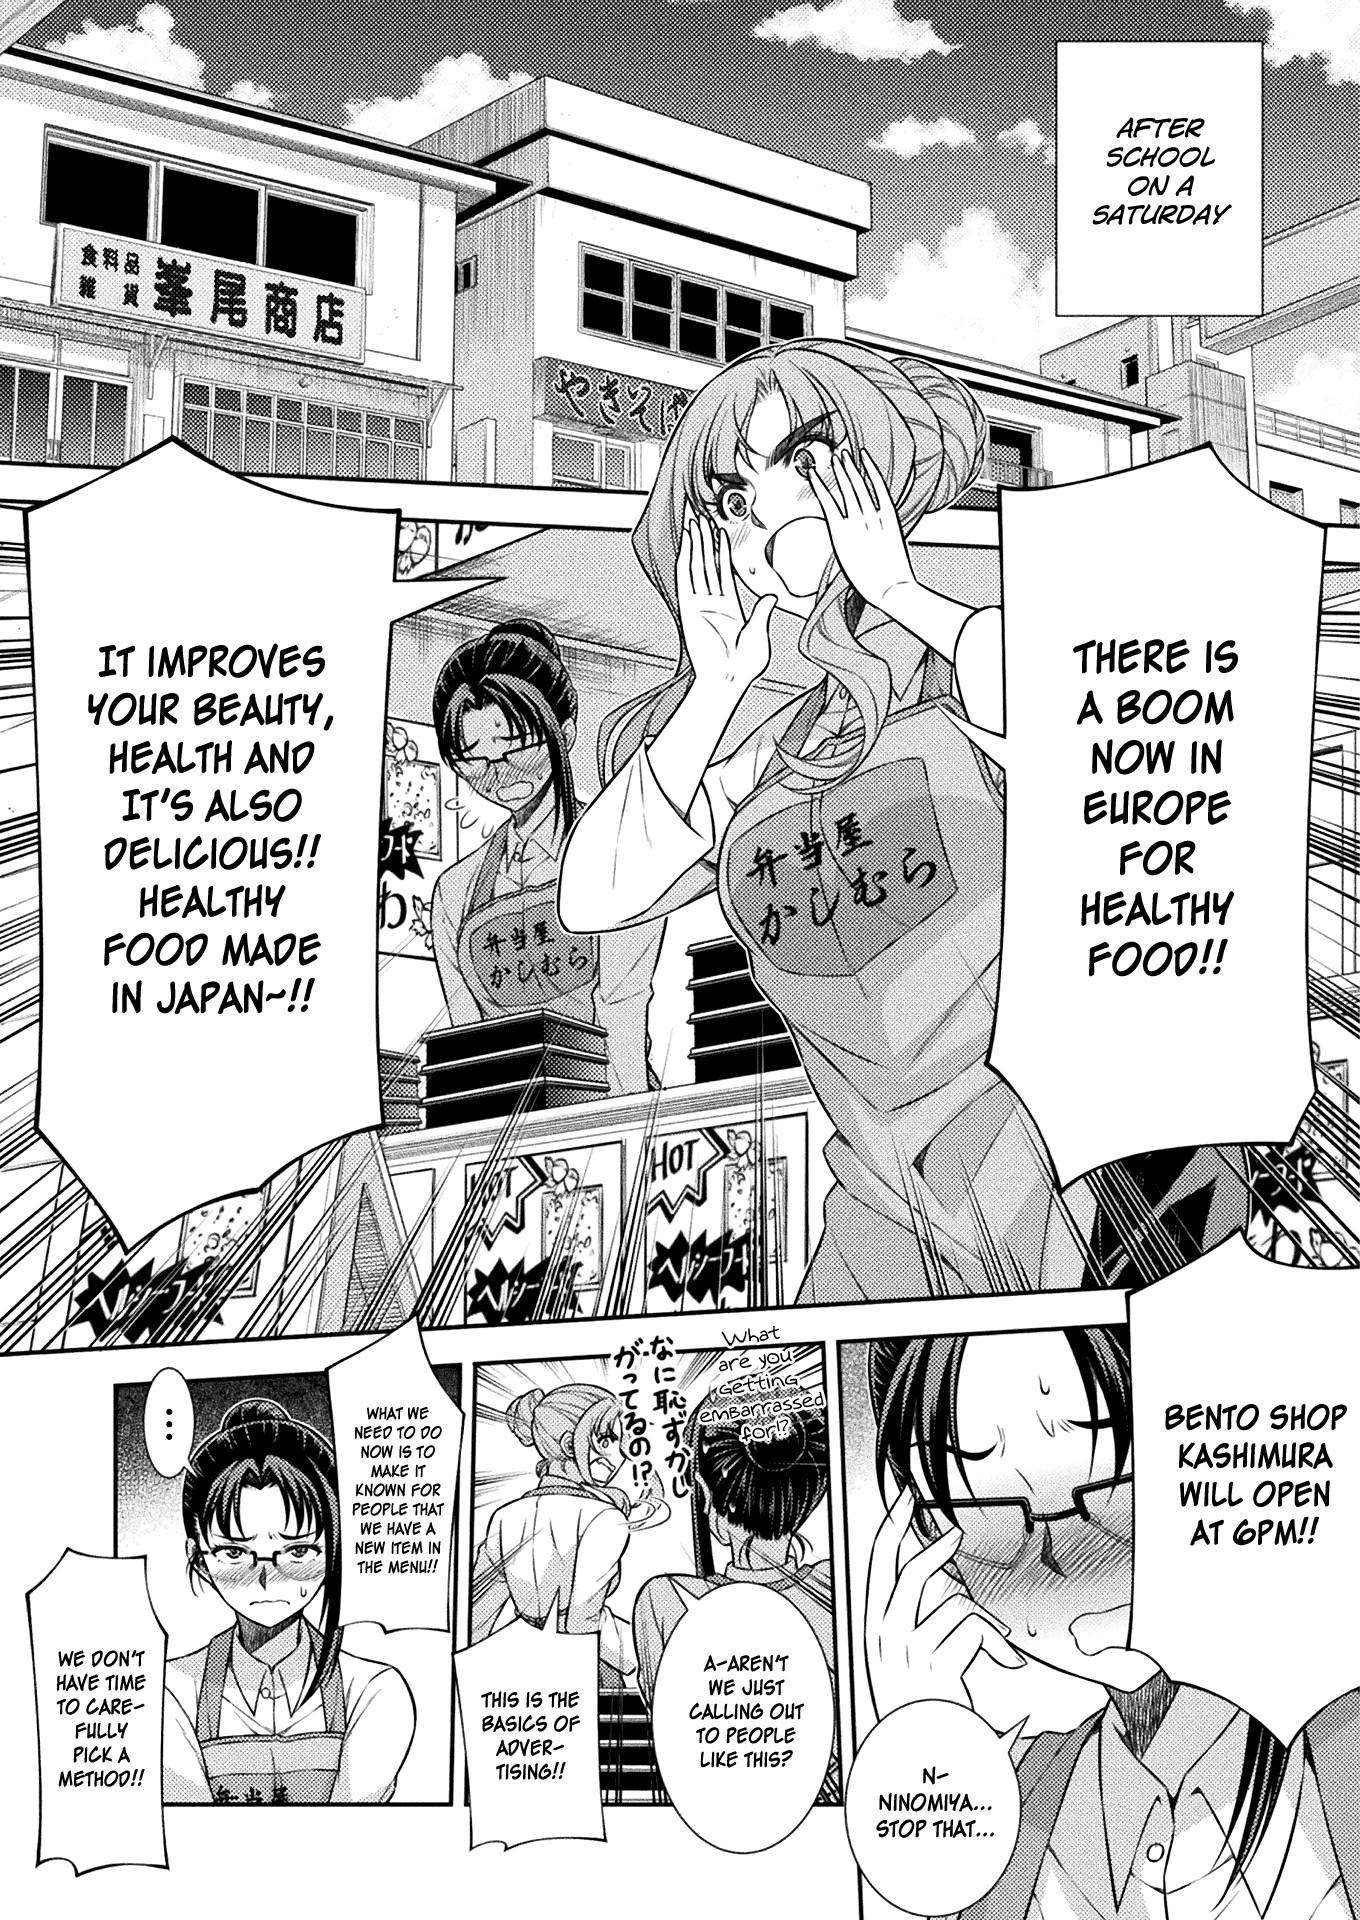 AFTER
SCHOOL
ON A
SATURDAY
食料品
雑貨
峯尾商店
やきそば
THERE IS
A BOOM
NOW IN
EUROPE
FOR
HEALTHY
FOOD!!
IT IMPROVES
YOUR BEAUTY,
HEALTH AND
IT'S ALSO
DELICIOUS!!
HEALTHY
FOOD MADE
IN JAPAN~!!
弁当屋
かしむら
弁当屋
かしむら
HOT
HOT
BENTO SHOP
KASHIMURA
WILL OPEN
AT 6PM!!
N-
NINOMIYA...
STOP THAT...
What
are you
getting
embarrassed
for!?
なに恥ずかし
がってるの!?
A-AREN'T
WE JUST
CALLING OUT
TO PEOPLE
LIKE THIS?
THIS IS THE
BASICS OF
ADVER-
TISING!!
WHAT WE
NEED TO DO
NOW IS TO
MAKE IT
KNOWN FOR
PEOPLE THAT
WE HAVE A
NEW ITEM IN
THE MENU!!
...
WE DON'T
HAVE TIME
TO CARE-
FULLY
PICK A
METHOD!!
弁当屋